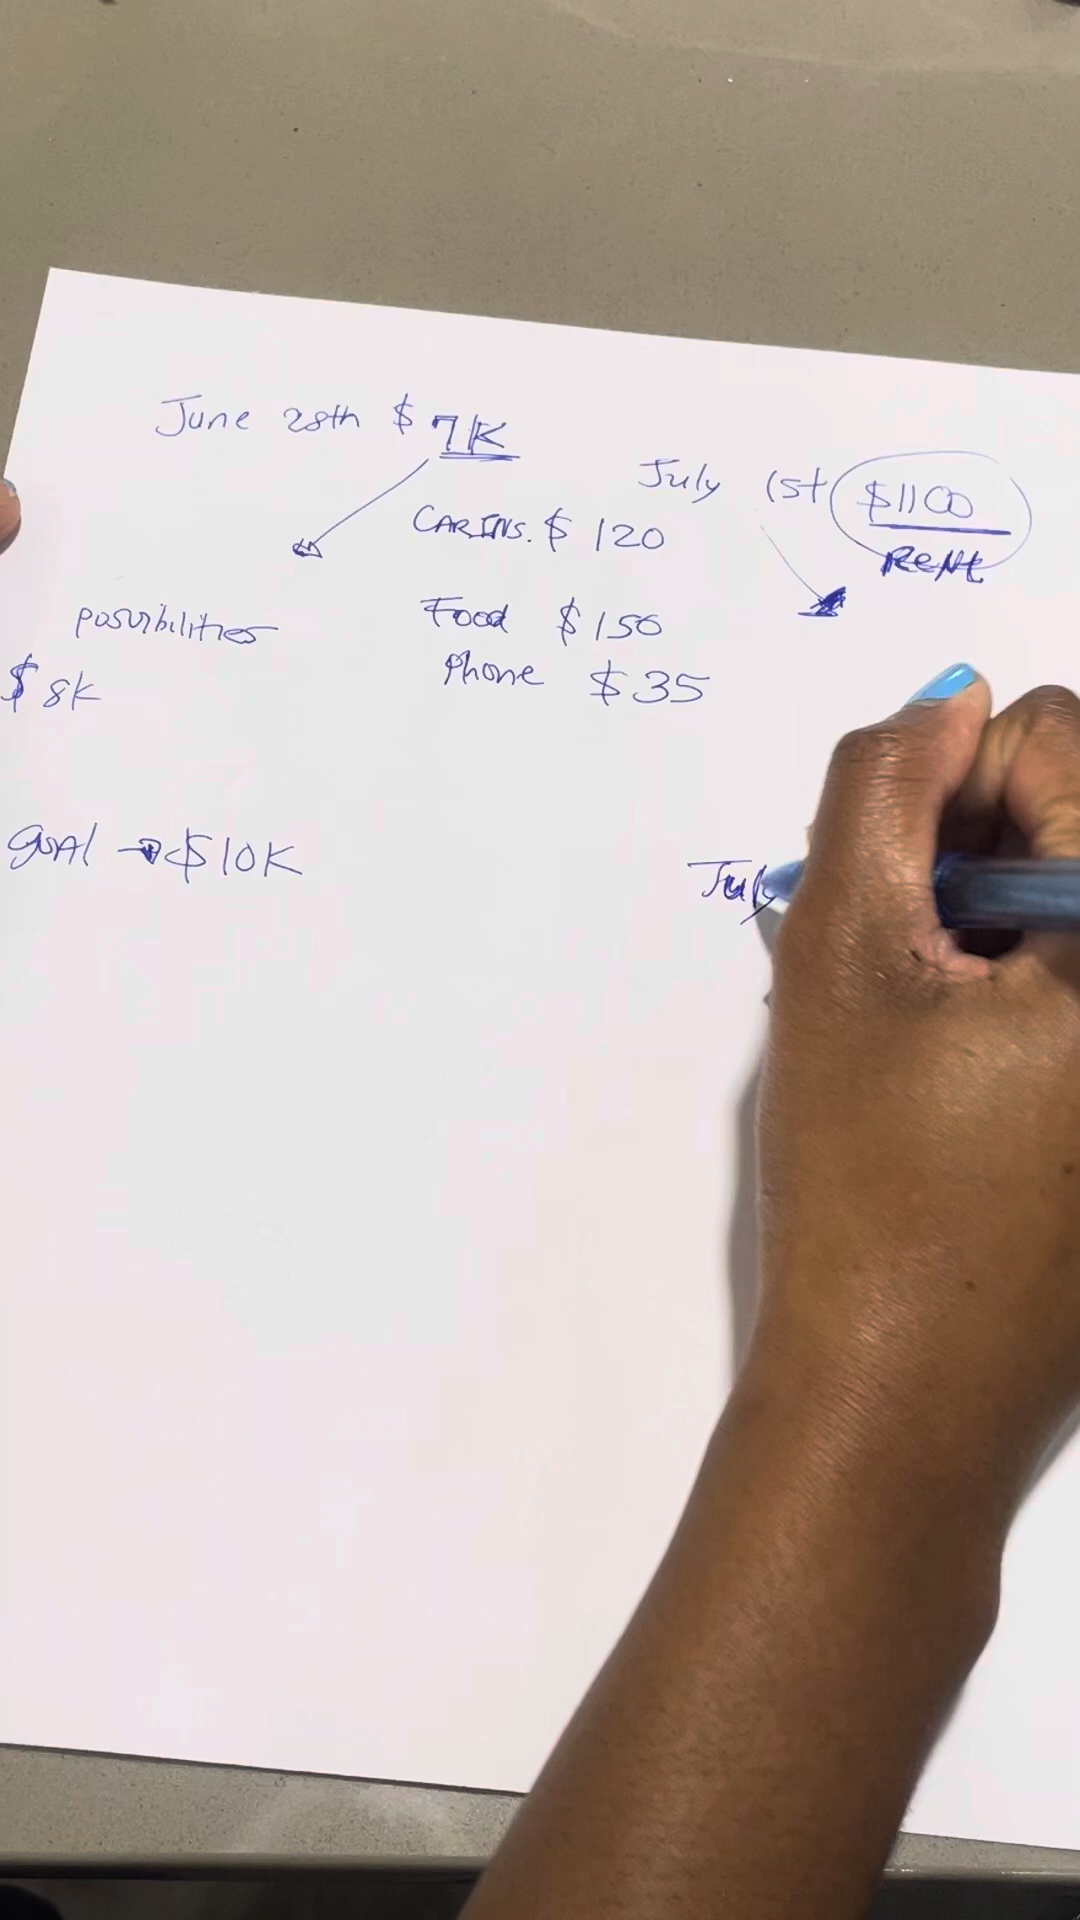 June 28th $ 7K
July 1st $1100
RENt
CAR INS. $ 120
possibilities
Food $150
$8K
Phone $35
GOAL → $10K
July